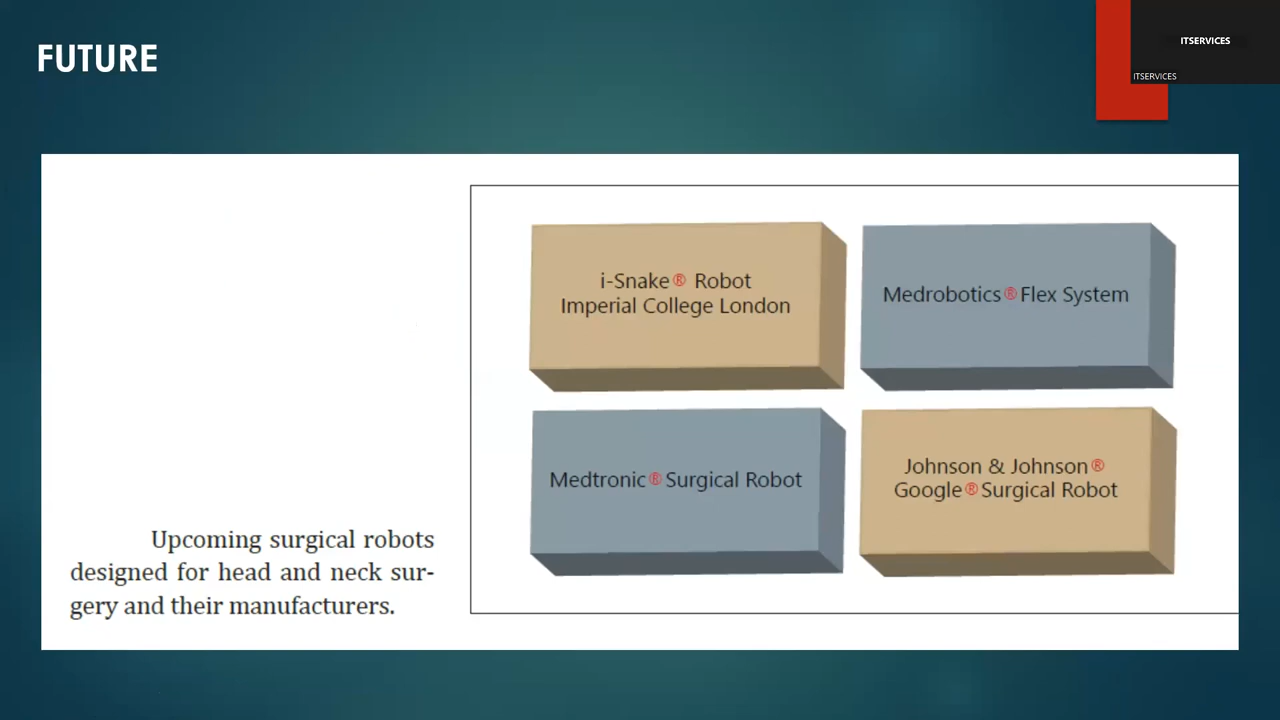 FUTURE
ITSERVICES
ITSERVICES
i-Snake® Robot
Imperial College London
Medrobotics® Flex System
Medtronic® Surgical Robot
Johnson & Johnson®
Google® Surgical Robot
Upcoming surgical robots
designed for head and neck sur-
gery and their manufacturers.